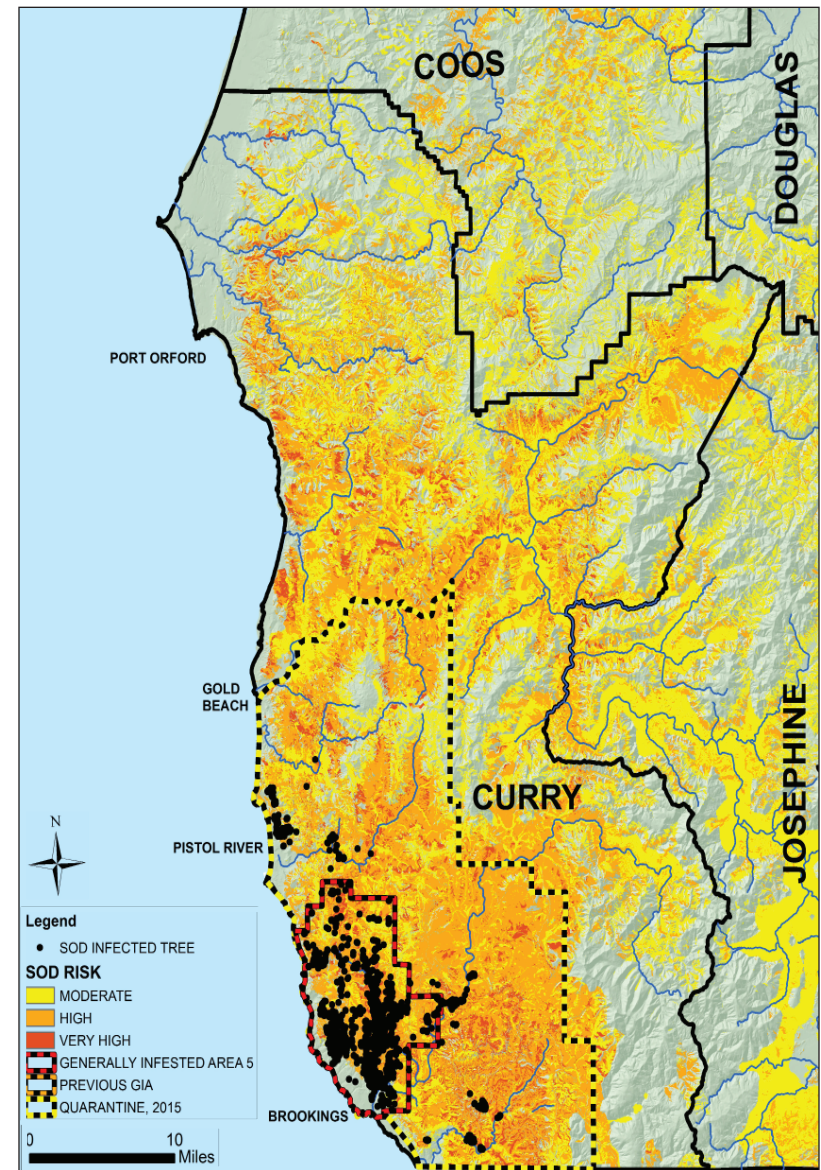 COOS
DOUGLAS
PORT ORFORD
GOLD
BEACH
CURRY
JOSEPHINE
N
PISTOL RIVER
Legend
SOD INFECTED TREE
SOD RISK
MODERATE
HIGH
VERY HIGH
GENERALLY INFESTED AREA 5
PREVIOUS GIA
QUARANTINE, 2015
BROOKINGS
0 10
Miles